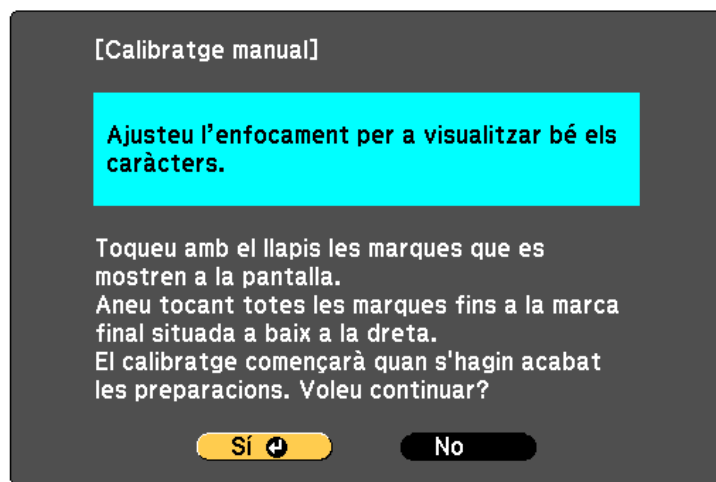 [Calibratge manual]
Ajusteu l’enfocament per a visualitzar bé els
caràcters.
Toqueu amb el llapis les marques que es
mostren a la pantalla.
Aneu tocant totes les marques fins a la marca
final situada a baix a la dreta.
El calibratge començarà quan s'hagin acabat
les preparacions. Voleu continuar?
Sí No